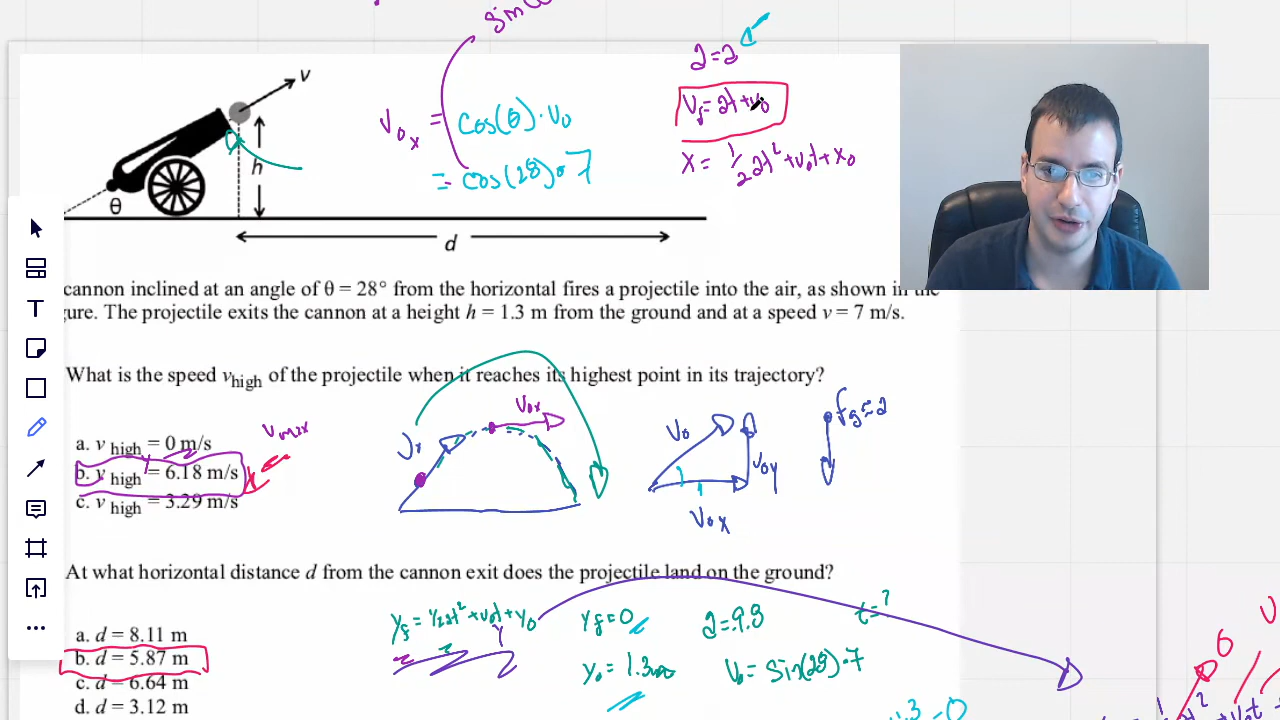 sin
a = a
v
V0x =
cos(θ) · V0
Vf = at + v0
= cos(28) · 7
x = 1/2 at² + v0t + x0
h
θ
d
cannon inclined at an angle of θ = 28° from the horizontal fires a projectile into the air, as shown in the
gure. The projectile exits the cannon at a height h = 1.3 m from the ground and at a speed v = 7 m/s.
What is the speed vhigh of the projectile when it reaches its highest point in its trajectory?
V0x
fg = a
Vmax
V0
a. v high = 0 m/s
b. v high = 6.18 m/s
V0y
c. v high = 3.29 m/s
V0x
At what horizontal distance d from the cannon exit does the projectile land on the ground?
yf = 1/2 at² + v0t + y0
y
yf = 0
a = 9.8
t = ?
a. d = 8.11 m
b. d = 5.87 m
y0 = 1.3m
V0 = sin(28) · 7
c. d = 6.64 m
d. d = 3.12 m
T